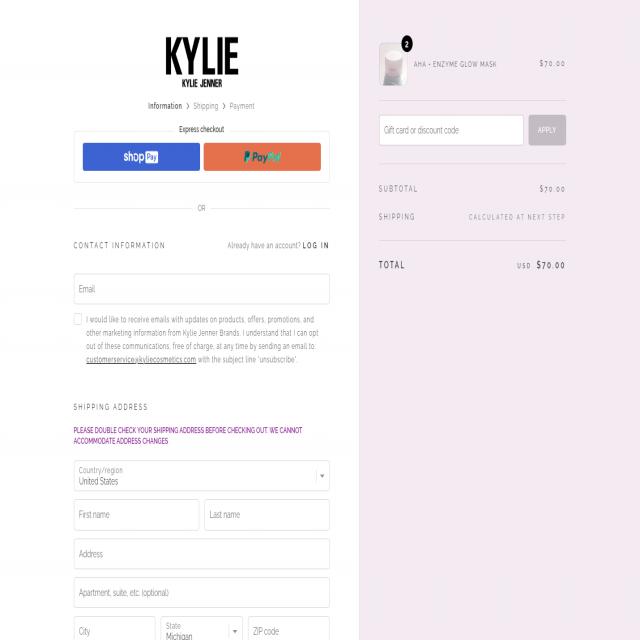 KYLIE
KYLIE JENNER
Information > Shipping > Payment
Express checkout
shop Pay
PayPal
OR
CONTACT INFORMATION
Already have an account? LOG IN
Email
I would like to receive emails with updates on products, offers, promotions, and
other marketing information from Kylie Jenner Brands. I understand that I can opt
out of these communications, free of charge, at any time by sending an email to:
customerservice@kyliecosmetics.com with the subject line "unsubscribe".
SHIPPING ADDRESS
PLEASE DOUBLE CHECK YOUR SHIPPING ADDRESS BEFORE CHECKING OUT. WE CANNOT
ACCOMMODATE ADDRESS CHANGES
Country/region
United States
First name
Last name
Address
Apartment, suite, etc. (optional)
City
State
Michigan
ZIP code
2
AHA + ENZYME GLOW MASK
$70.00
Gift card or discount code
APPLY
SUBTOTAL
$70.00
SHIPPING
CALCULATED AT NEXT STEP
TOTAL
USD $70.00